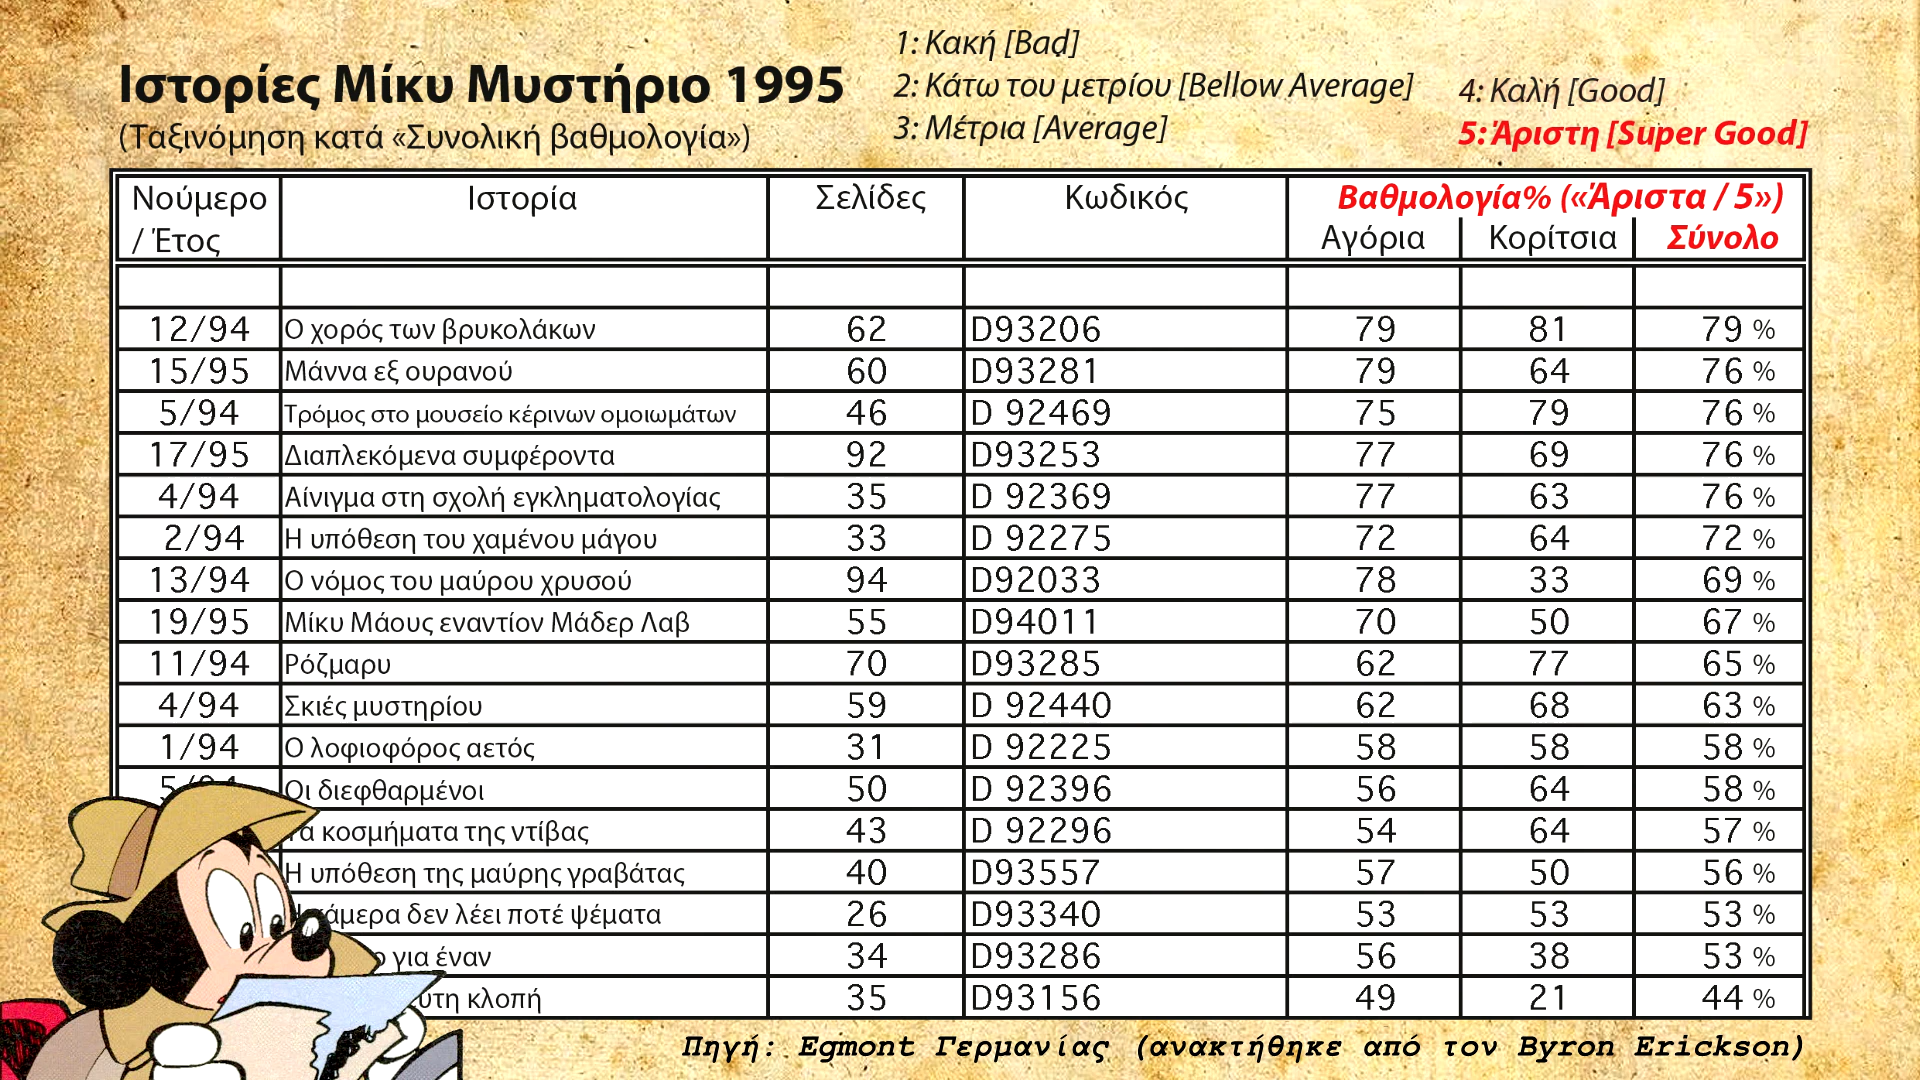 Ιστορίες Μίκυ Μυστήριο 1995
(Ταξινόμηση κατά «Συνολική βαθμολογία»)
1: Κακή [Bad]
2: Κάτω του μετρίου [Bellow Average]
3: Μέτρια [Average]
4: Καλή [Good]
5: Άριστη [Super Good]
Νούμερο / Έτος Ιστορία Σελίδες Κωδικός Βαθμολογία% («Άριστα / 5»)
Αγόρια Κορίτσια Σύνολο
12/94 Ο χορός των βρυκολάκων 62 D93206 79 81 79 %
15/95 Μάννα εξ ουρανού 60 D93281 79 64 76 %
5/94 Τρόμος στο μουσείο κέρινων ομοιωμάτων 46 D 92469 75 79 76 %
17/95 Διαπλεκόμενα συμφέροντα 92 D93253 77 69 76 %
4/94 Αίνιγμα στη σχολή εγκληματολογίας 35 D 92369 77 63 76 %
2/94 Η υπόθεση του χαμένου μάγου 33 D 92275 72 64 72 %
13/94 Ο νόμος του μαύρου χρυσού 94 D92033 78 33 69 %
19/95 Μίκυ Μάους εναντίον Μάδερ Λαβ 55 D94011 70 50 67 %
11/94 Ρόζμαρυ 70 D93285 62 77 65 %
4/94 Σκιές μυστηρίου 59 D 92440 62 68 63 %
1/94 Ο λοφιοφόρος αετός 31 D 92225 58 58 58 %
5/94 Οι διεφθαρμένοι 50 D 92396 56 64 58 %
Τα κοσμήματα της ντίβας 43 D 92296 54 64 57 %
Η υπόθεση της μαύρης γραβάτας 40 D93557 57 50 56 %
Η κάμερα δεν λέει ποτέ ψέματα 26 D93340 53 53 53 %
για έναν 34 D93286 56 38 53 %
κλοπή 35 D93156 49 21 44 %
Πηγή: Egmont Γερμανίας (ανακτήθηκε από τον Byron Erickson)